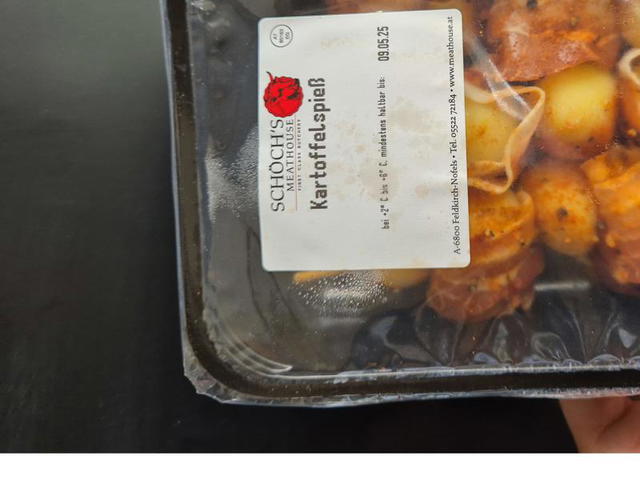 SCHÖCH'S
MEATHOUSE
FIRST CLASS BUTCHERY
Kartoffelspieß
bei +2° C bis +6° C, mindestens haltbar bis: 09.05.25
A-6800 Feldkirch-Nofels • Tel. 05522 72184 • www.meathouse.at